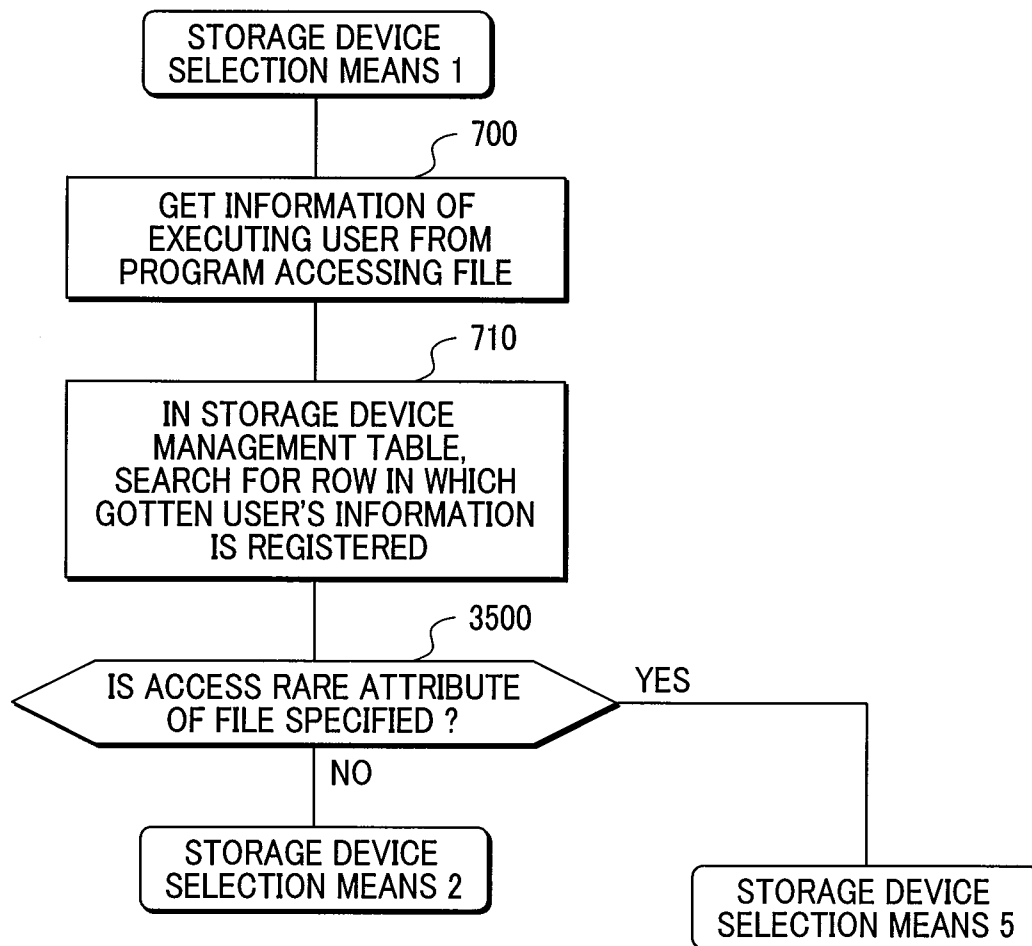 STORAGE DEVICE
SELECTION MEANS 1
700
GET INFORMATION OF
EXECUTING USER FROM
PROGRAM ACCESSING FILE
710
IN STORAGE DEVICE
MANAGEMENT TABLE,
SEARCH FOR ROW IN WHICH
GOTTEN USER'S INFORMATION
IS REGISTERED
3500
IS ACCESS RARE ATTRIBUTE
OF FILE SPECIFIED ?
YES
NO
STORAGE DEVICE
SELECTION MEANS 2
STORAGE DEVICE
SELECTION MEANS 5